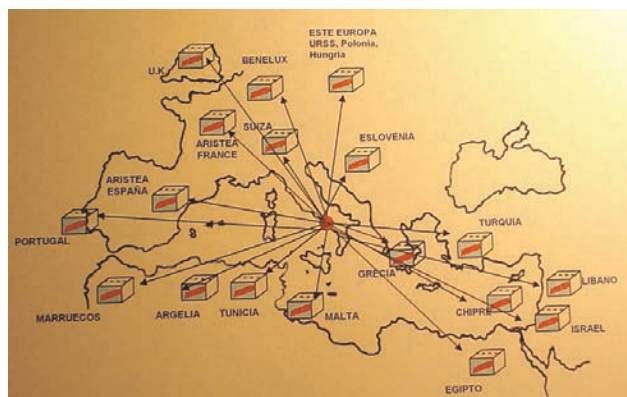 ESTE EUROPA
URSS, Polonia,
Hungria
U.K.
BENELUX
SUIZA
ARISTEA
FRANCE
ESLOVENIA
ARISTEA
ESPAÑA
PORTUGAL
TURQUIA
GRECIA
LIBANO
MARRUECOS
ARGELIA
TUNICIA
MALTA
CHIPRE
ISRAEL
EGIPTO